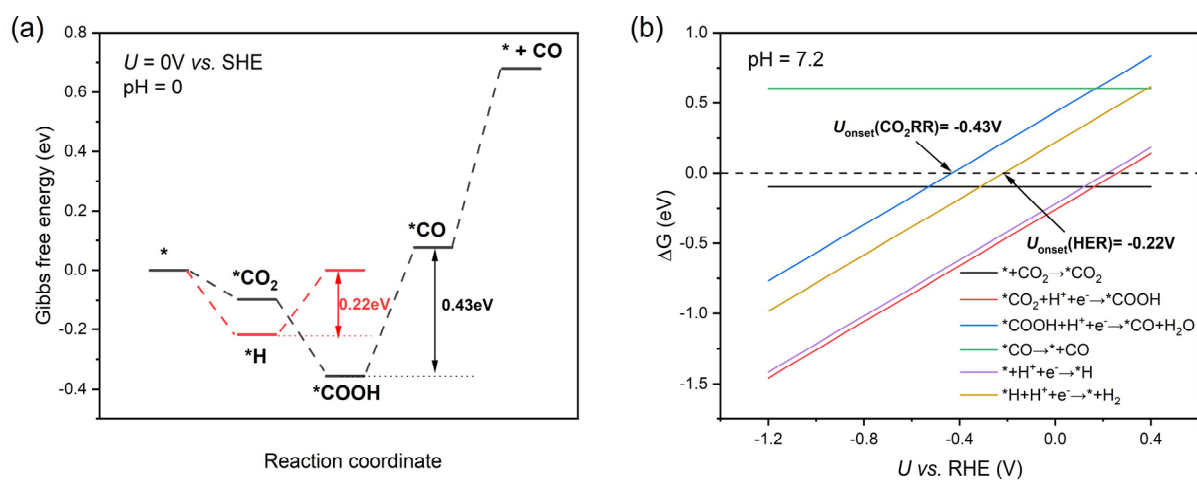 (a)
U = 0V vs. SHE
pH = 0
* + CO
*CO
*
*CO₂
0.22eV
0.43eV
*H
*COOH
0.8
0.6
0.4
0.2
0.0
-0.2
-0.4
Gibbs free energy (ev)
Reaction coordinate
(b)
pH = 7.2
Uonset(CO₂RR)= -0.43V
Uonset(HER)= -0.22V
*+CO₂→*CO₂
*CO₂+H⁺+e⁻→*COOH
*COOH+H⁺+e⁻→*CO+H₂O
*CO→*+CO
*+H⁺+e⁻→*H
*H+H⁺+e⁻→*+H₂
1.0
0.5
0.0
-0.5
-1.0
-1.5
ΔG (eV)
-1.2 -0.8 -0.4 0.0 0.4
U vs. RHE (V)